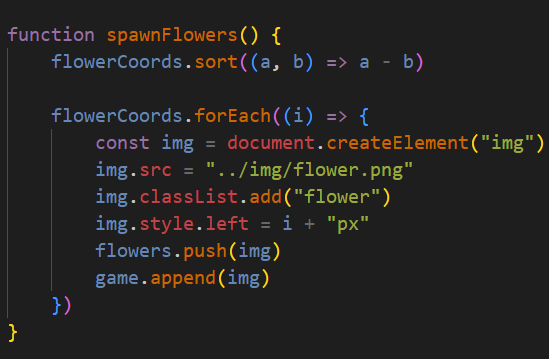 function spawnFlowers() {
    flowerCoords.sort((a, b) => a - b)

    flowerCoords.forEach((i) => {
        const img = document.createElement("img")
        img.src = "../img/flower.png"
        img.classList.add("flower")
        img.style.left = i + "px"
        flowers.push(img)
        game.append(img)
    })
}